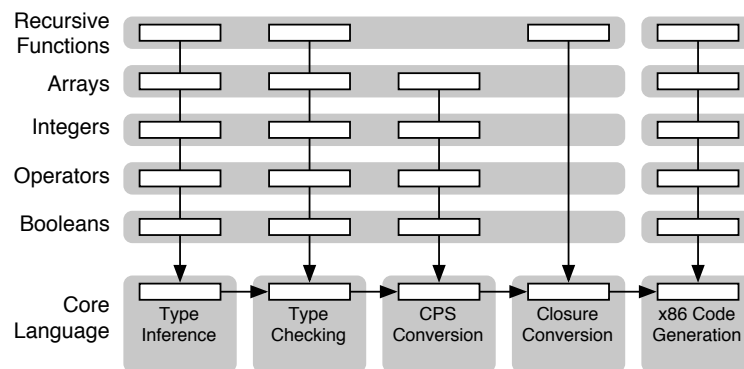 Recursive
Functions
Arrays
Integers
Operators
Booleans
Core
Language
Type
Inference
Type
Checking
CPS
Conversion
Closure
Conversion
x86 Code
Generation